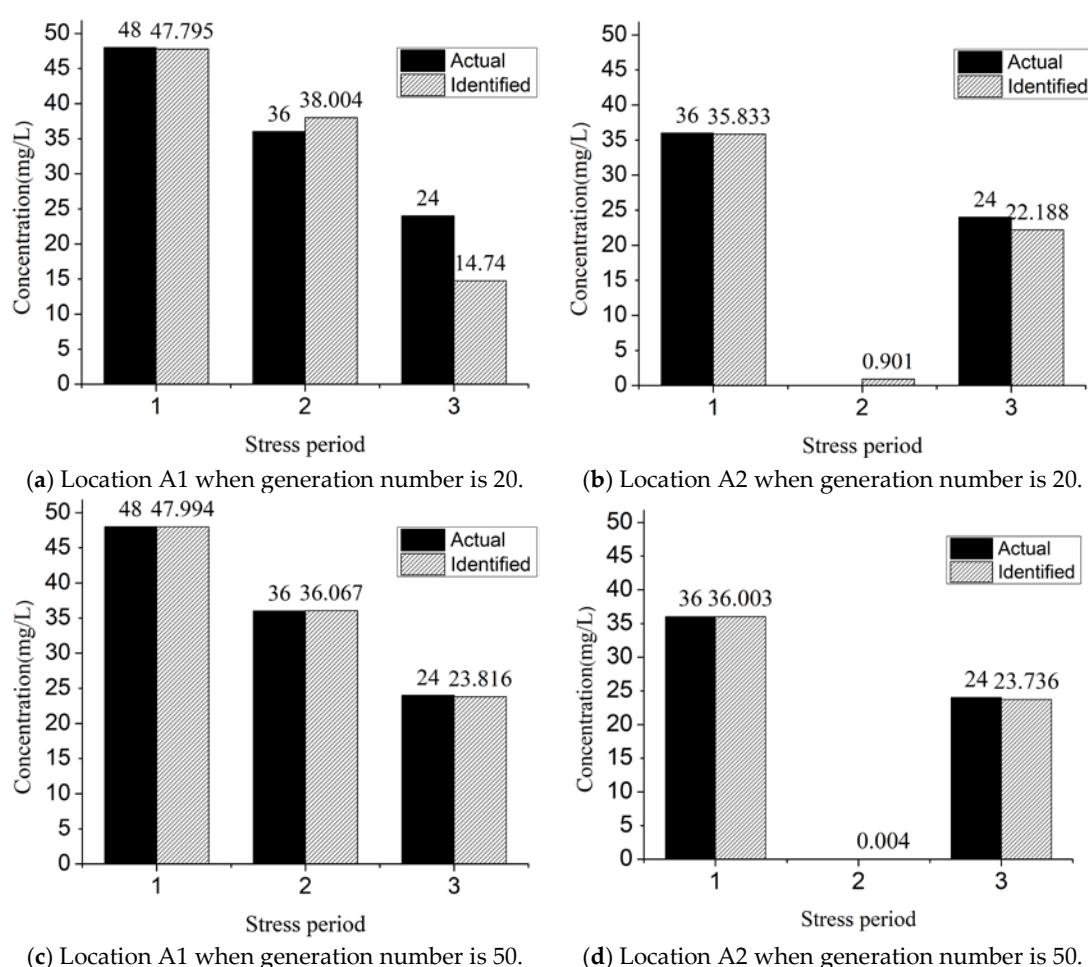 48 47.795
36 38.004
24 14.74
50
45
40
35
30
25
20
15
10
5
0
Concentration(mg/L)
Actual
Identified
1 2 3
Stress period
(a) Location A1 when generation number is 20.
36 35.833
0.901
24 22.188
50
45
40
35
30
25
20
15
10
5
0
Concentration(mg/L)
Actual
Identified
1 2 3
Stress period
(b) Location A2 when generation number is 20.
48 47.994
36 36.067
24 23.816
50
45
40
35
30
25
20
15
10
5
0
Concentration(mg/L)
Actual
Identified
1 2 3
Stress period
(c) Location A1 when generation number is 50.
36 36.003
0.004
24 23.736
50
45
40
35
30
25
20
15
10
5
0
Concentration(mg/L)
Actual
Identified
1 2 3
Stress period
(d) Location A2 when generation number is 50.